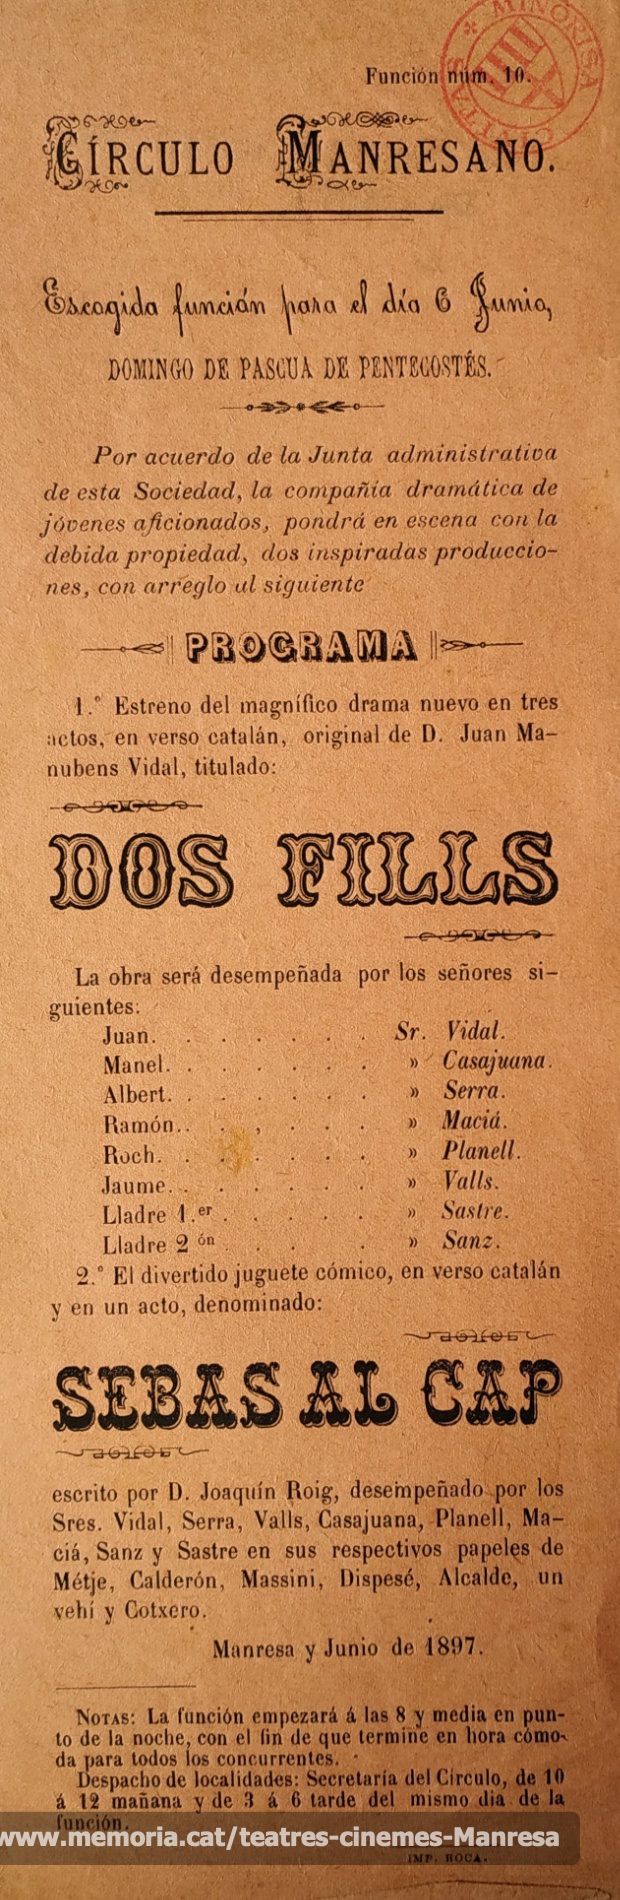 Función núm. 10.
MINORISA
CIVITAS
CÍRCULO MANRESANO.
Escogida función para el día 6 Junio,
DOMINGO DE PASCUA DE PENTECOSTÉS.
Por acuerdo de la Junta administrativa
de esta Sociedad, la compañía dramática de
jóvenes aficionados, pondrá en escena con la
debida propiedad, dos inspiradas produccio-
nes, con arreglo al siguiente
PROGRAMA
1.° Estreno del magnífico drama nuevo en tres
actos, en verso catalán, original de D. Juan Ma-
nubens Vidal, titulado:
DOS FILLS
La obra será desempeñada por los señores si-
guientes:
Juan. . . . . . . Sr. Vidal.
Manel. . . . . . . » Casajuana.
Albert. . . . . . . » Serra.
Ramón.. . , . . . » Maciá.
Roch. . . . . . . » Planell.
Jaume. . . . . . . » Valls.
Lladre 1.er . . . . . » Sastre.
Lladre 2 ón . . . . » Sanz.
2.° El divertido juguete cómico, en verso catalán
y en un acto, denominado:
SEBAS AL CAP
escrito por D. Joaquín Roig, desempeñado por los
Sres. Vidal, Serra, Valls, Casajuana, Planell, Ma-
ciá, Sanz y Sastre en sus respectivos papeles de
Métje, Calderón, Massini, Dispesé, Alcalde, un
vehí y Cotxero.
Manresa y Junio de 1897.
NOTAS: La función empezará á las 8 y media en pun-
to de la noche, con el fin de que termine en hora cómo-
da para todos los concurrentes.
Despacho de localidades: Secretaría del Círculo, de 10
á 12 mañana y de 3 á 6 tarde del mismo dia de la
función.
www.memoria.cat/teatres-cinemes-Manresa
IMP. ROCA.